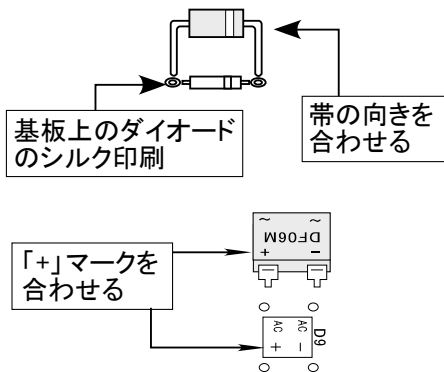 基板上のダイオード
のシルク印刷
帯の向きを
合わせる
~ ~
DF06M
+ −
「+」マークを
合わせる
AC AC
+ −
D9